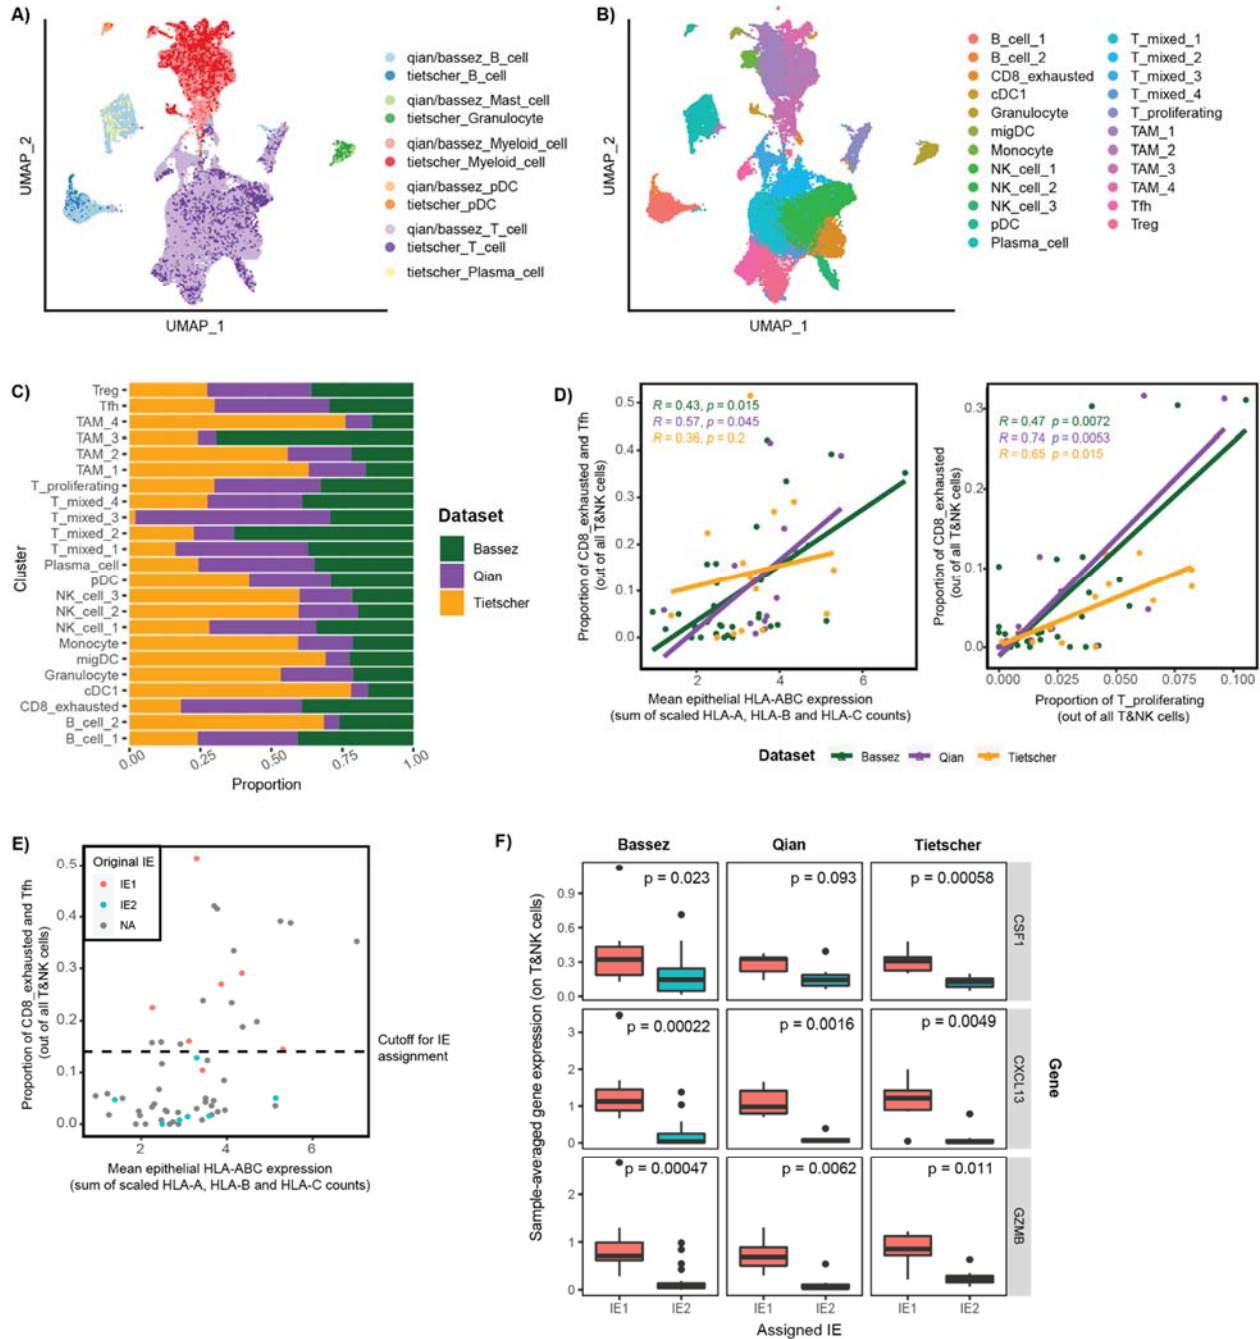 A)
qian/bassez_B_cell
tietscher_B_cell
qian/bassez_Mast_cell
tietscher_Granulocyte
qian/bassez_Myeloid_cell
tietscher_Myeloid_cell
qian/bassez_pDC
tietscher_pDC
qian/bassez_T_cell
tietscher_T_cell
tietscher_Plasma_cell
UMAP_2
UMAP_1
B)
B_cell_1
B_cell_2
CD8_exhausted
cDC1
Granulocyte
migDC
Monocyte
NK_cell_1
NK_cell_2
NK_cell_3
pDC
Plasma_cell
T_mixed_1
T_mixed_2
T_mixed_3
T_mixed_4
T_proliferating
TAM_1
TAM_2
TAM_3
TAM_4
Tfh
Treg
UMAP_2
UMAP_1
C)
Cluster
Treg
Tfh
TAM_4
TAM_3
TAM_2
TAM_1
T_proliferating
T_mixed_4
T_mixed_3
T_mixed_2
T_mixed_1
Plasma_cell
pDC
NK_cell_3
NK_cell_2
NK_cell_1
Monocyte
migDC
Granulocyte
cDC1
CD8_exhausted
B_cell_2
B_cell_1
0.00 0.25 0.50 0.75 1.00
Proportion
Dataset
Bassez
Qian
Tietscher
D)
Proportion of CD8_exhausted and Tfh
(out of all T&NK cells)
R = 0.43, p = 0.015
R = 0.57, p = 0.045
R = 0.36, p = 0.2
0.5
0.4
0.3
0.2
0.1
0.0
2 4 6
Mean epithelial HLA-ABC expression
(sum of scaled HLA-A, HLA-B and HLA-C counts)
Proportion of CD8_exhausted
(out of all T&NK cells)
R = 0.47 p = 0.0072
R = 0.74 p = 0.0053
R = 0.65 p = 0.015
0.3
0.2
0.1
0.0
0.000 0.025 0.050 0.075 0.100
Proportion of T_proliferating
(out of all T&NK cells)
Dataset Bassez Qian Tietscher
E)
Proportion of CD8_exhausted and Tfh
(out of all T&NK cells)
Original IE
IE1
IE2
NA
0.5
0.4
0.3
0.2
0.1
0.0
Cutoff for IE
assignment
2 4 6
Mean epithelial HLA-ABC expression
(sum of scaled HLA-A, HLA-B and HLA-C counts)
F)
Bassez Qian Tietscher
Sample-averaged gene expression (on T&NK cells)
p = 0.023 p = 0.093 p = 0.00058
0.9
0.6
0.3
0.0
CSF1
p = 0.00022 p = 0.0016 p = 0.0049
3
2
1
0
CXCL13
Gene
p = 0.00047 p = 0.0062 p = 0.011
2
1
0
GZMB
IE1 IE2 IE1 IE2 IE1 IE2
Assigned IE